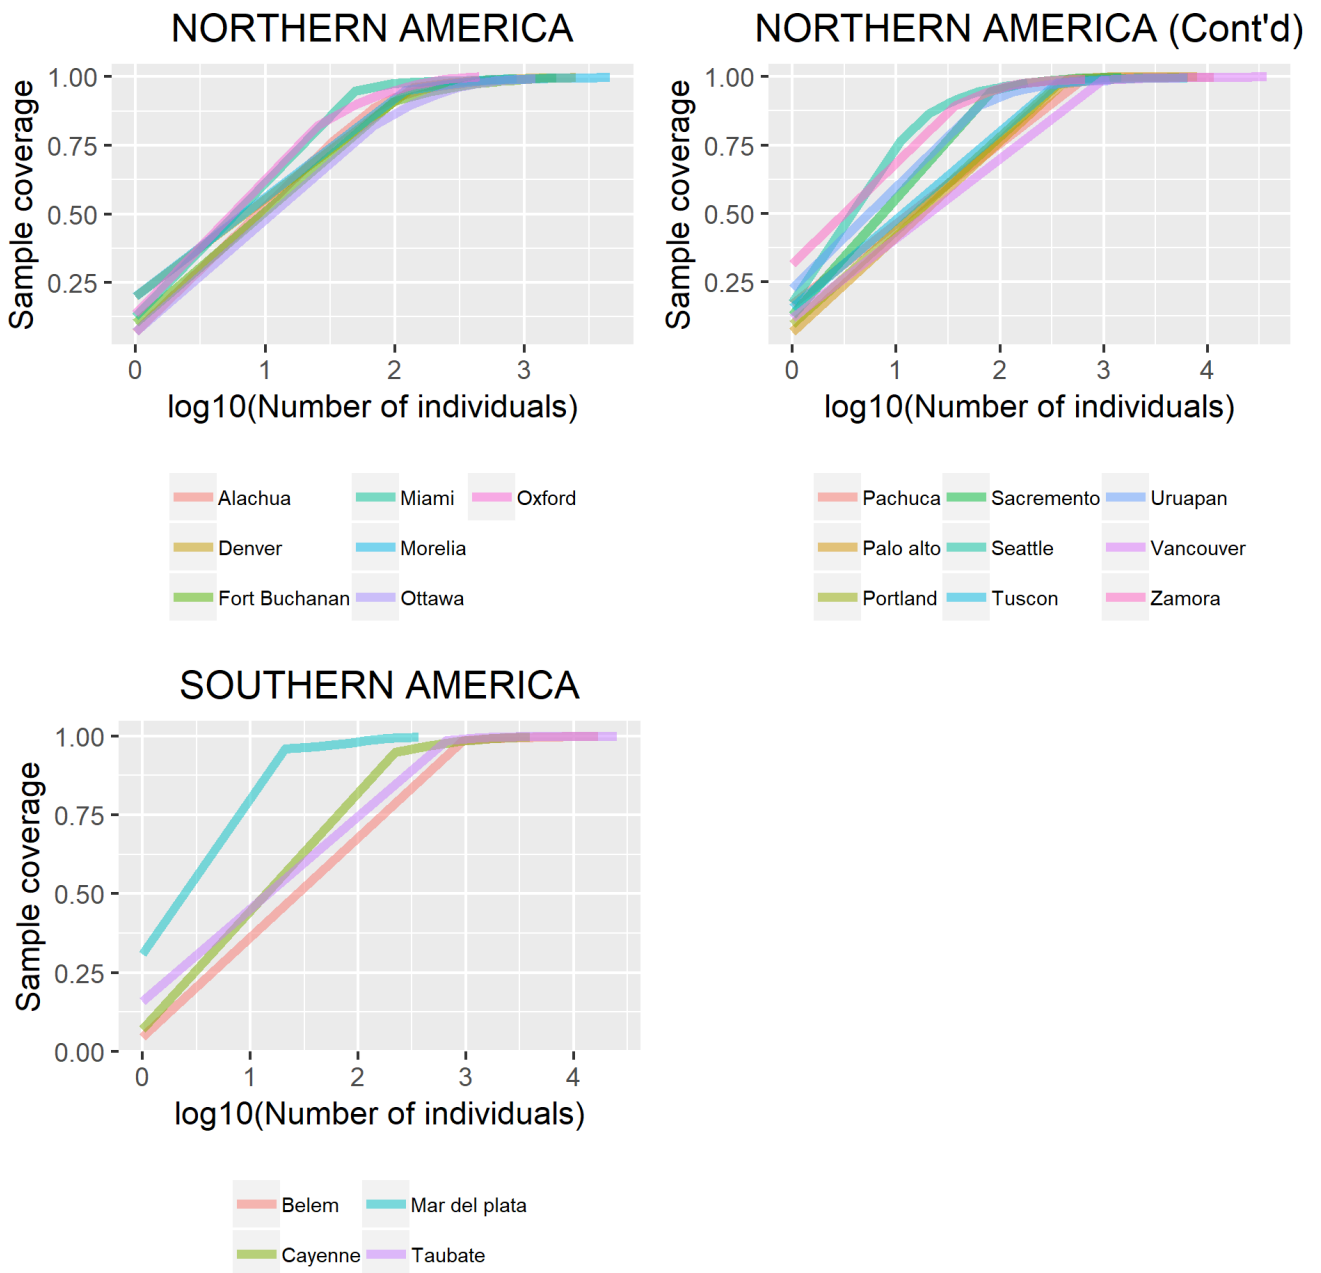 NORTHERN AMERICA
1.00
0.75
0.50
0.25
Sample coverage
0 1 2 3
log10(Number of individuals)
Alachua Miami Oxford
Denver Morelia
Fort Buchanan Ottawa
NORTHERN AMERICA (Cont'd)
1.00
0.75
0.50
0.25
Sample coverage
0 1 2 3 4
log10(Number of individuals)
Pachuca Sacremento Uruapan
Palo alto Seattle Vancouver
Portland Tuscon Zamora
SOUTHERN AMERICA
1.00
0.75
0.50
0.25
0.00
Sample coverage
0 1 2 3 4
log10(Number of individuals)
Belem Mar del plata
Cayenne Taubate